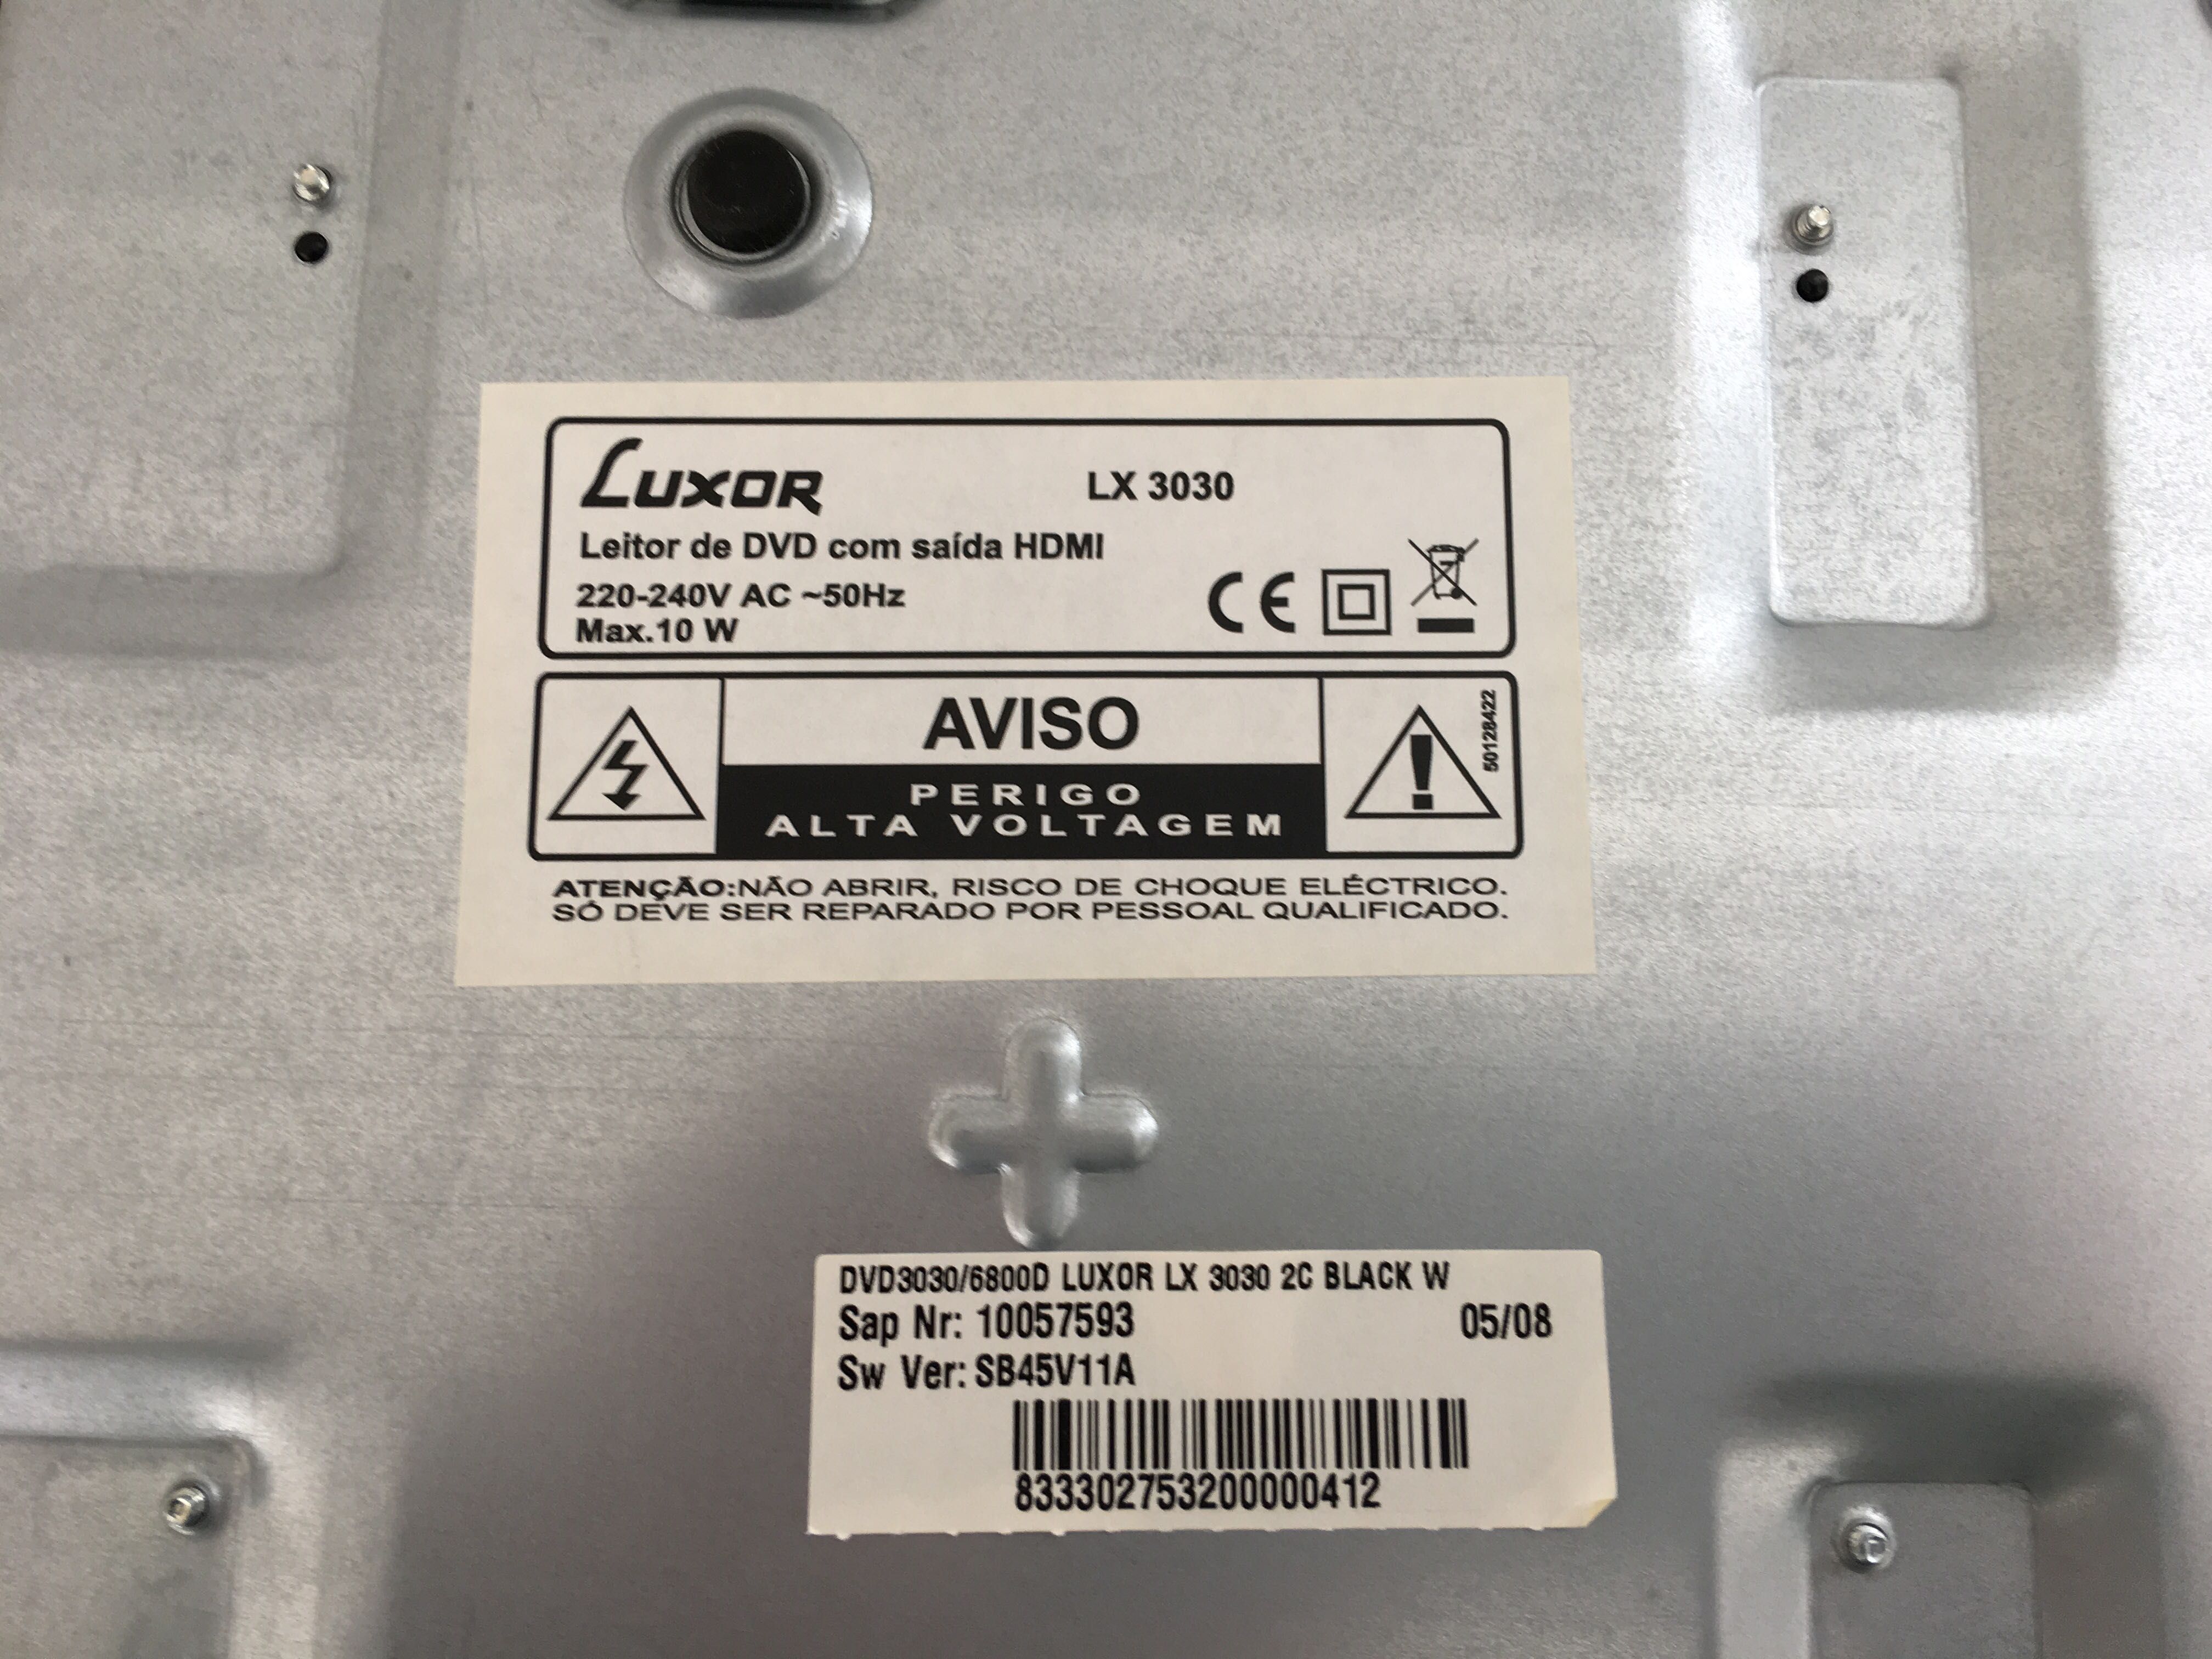 LUXOR LX 3030
Leitor de DVD com saída HDMI
220-240V AC ~50Hz
Max.10 W
CE
AVISO
PERIGO
ALTA VOLTAGEM
50128422
ATENÇÃO:NÃO ABRIR, RISCO DE CHOQUE ELÉCTRICO.
SÓ DEVE SER REPARADO POR PESSOAL QUALIFICADO.
DVD3030/6800D LUXOR LX 3030 2C BLACK W
Sap Nr: 10057593 05/08
Sw Ver: SB45V11A
833302753200000412